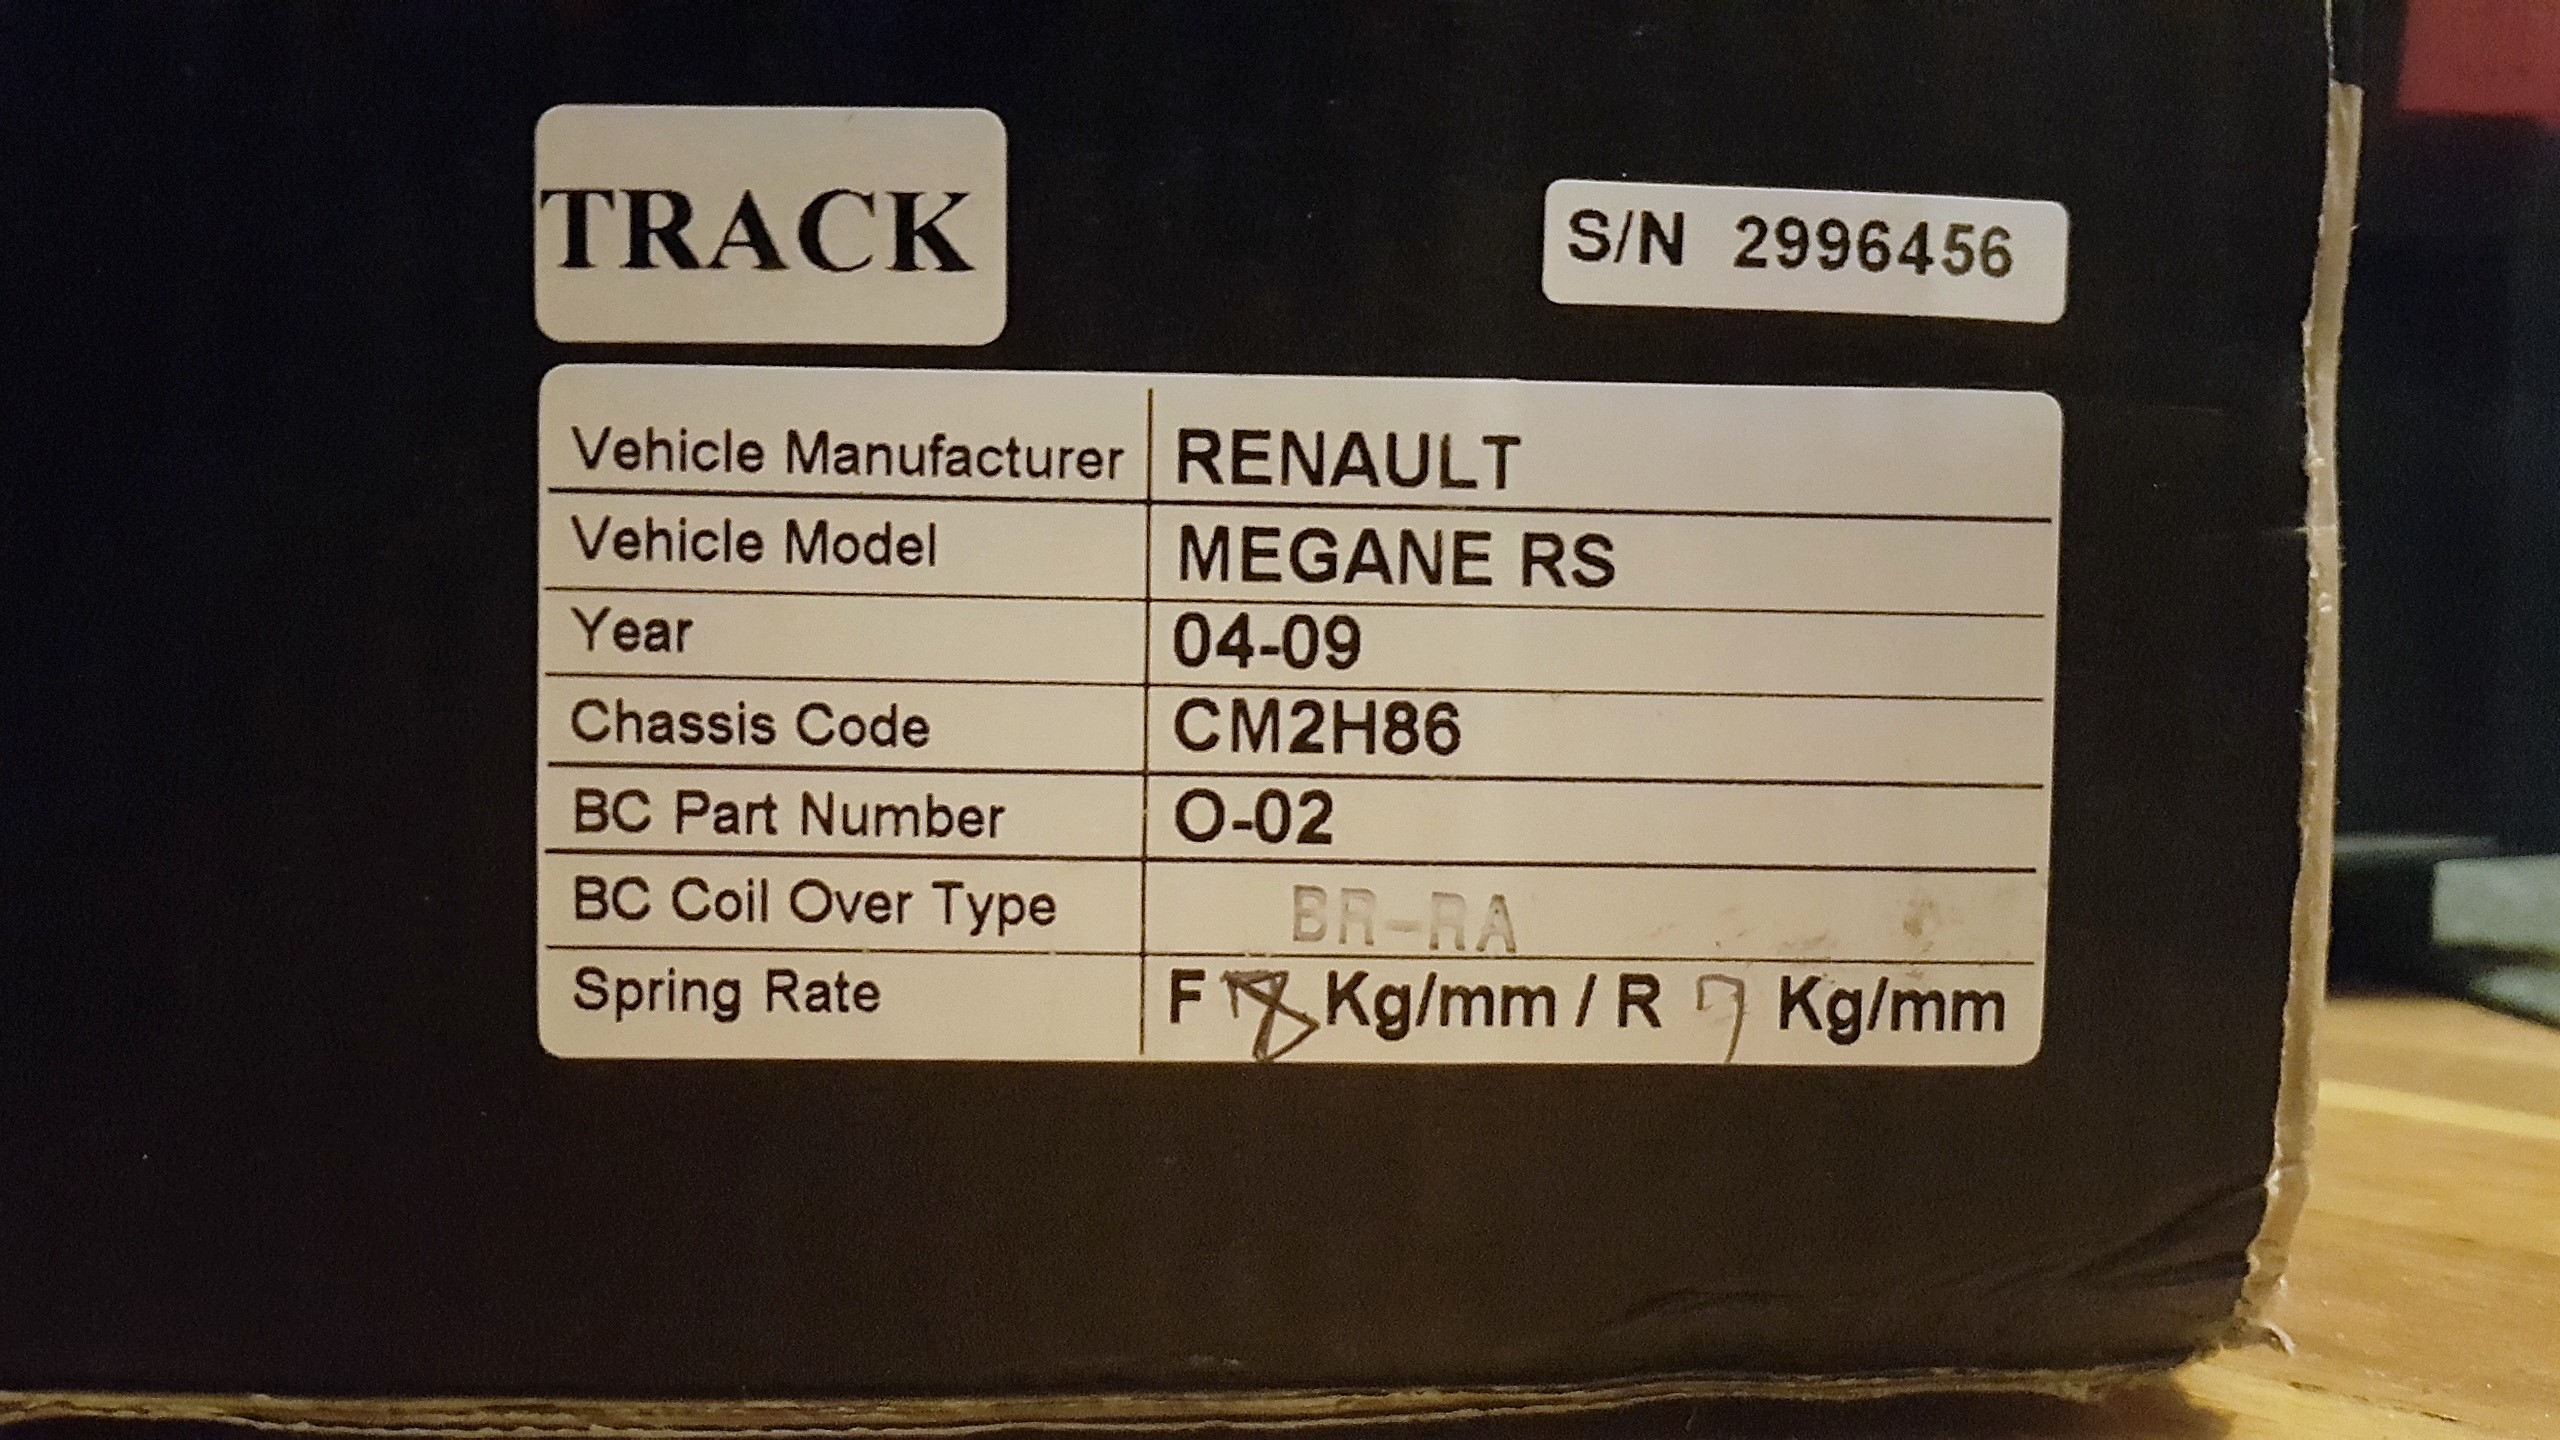 TRACK
S/N 2996456
Vehicle Manufacturer RENAULT
Vehicle Model MEGANE RS
Year 04-09
Chassis Code CM2H86
BC Part Number O-02
BC Coil Over Type BR-RA
Spring Rate F 8 Kg/mm / R 7 Kg/mm